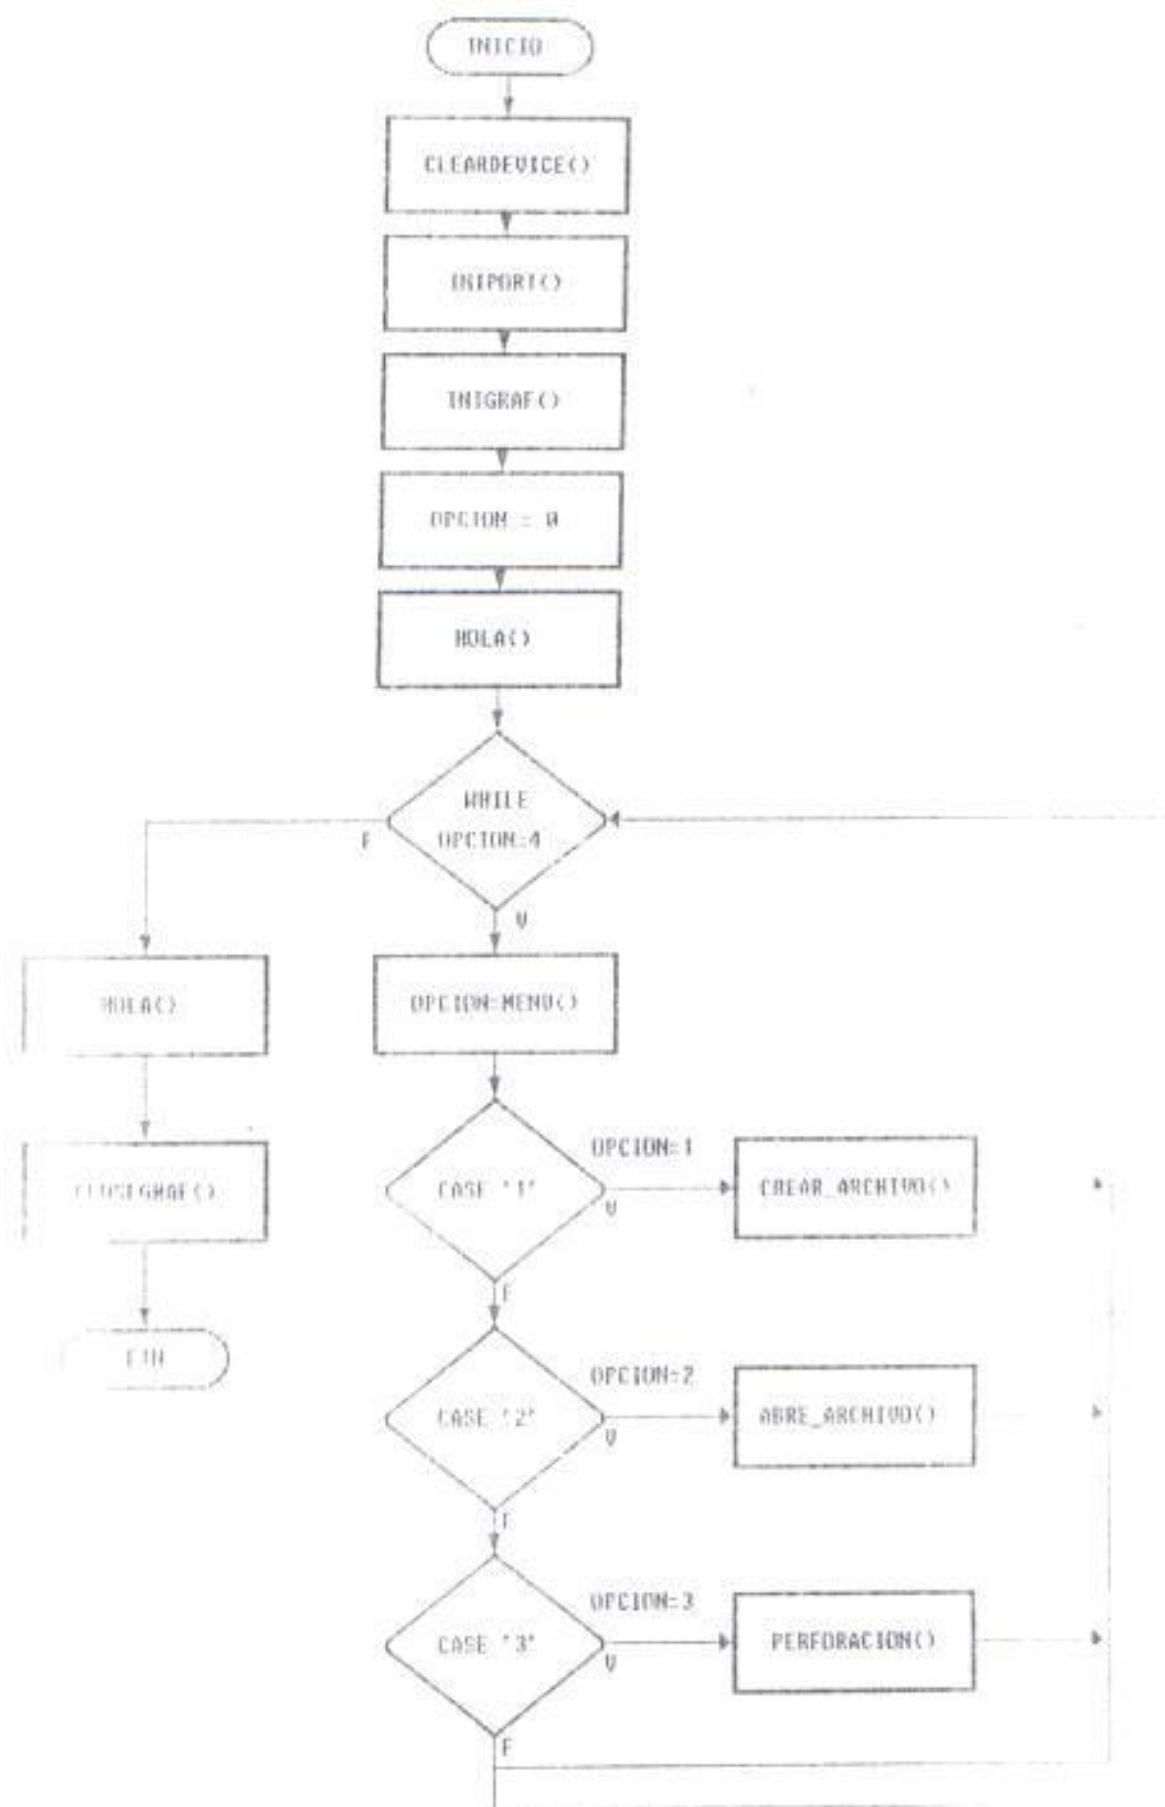 INICIO
CLEARDEVICE()
INIPORT()
INIGRAF()
OPCION = 0
HOLA()
WHILE
OPCION=4
F
V
HOLA()
OPCION=MENU()
CLOSEGRAF()
FIN
CASE "1"
OPCION=1
V
CREAR_ARCHIVO()
F
CASE "2"
OPCION=2
V
ABRE_ARCHIVO()
F
CASE "3"
OPCION=3
V
PERFORACION()
F